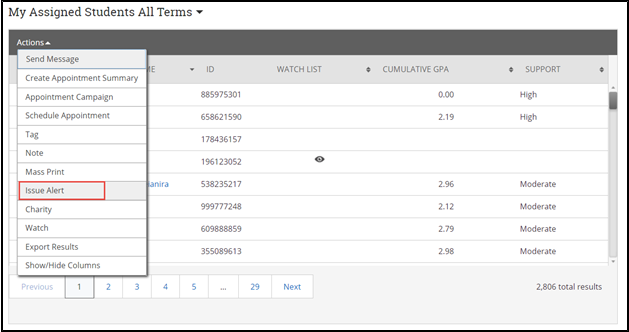 My Assigned Students All Terms
Actions
Send Message
Create Appointment Summary
Appointment Campaign
Schedule Appointment
Tag
Note
Mass Print
Issue Alert
Charity
Watch
Export Results
Show/Hide Columns
ME ID WATCH LIST CUMULATIVE GPA SUPPORT
885975301 0.00 High
658621590 2.19 High
178436157
196123052
anira 538235217 2.96 Moderate
999777248 2.12 Moderate
609888859 2.79 Moderate
355089613 2.98 Moderate
Previous 1 2 3 4 5 ... 29 Next 2,806 total results